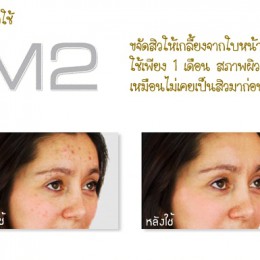 ใช้
M2
ขจัดสิวให้เกลี้ยงจากใบหน้า
ใช้เพียง 1 เดือน สภาพผิว
เหมือนไม่เคยเป็นสิวมาก่อน
ใช้
หลังใช้